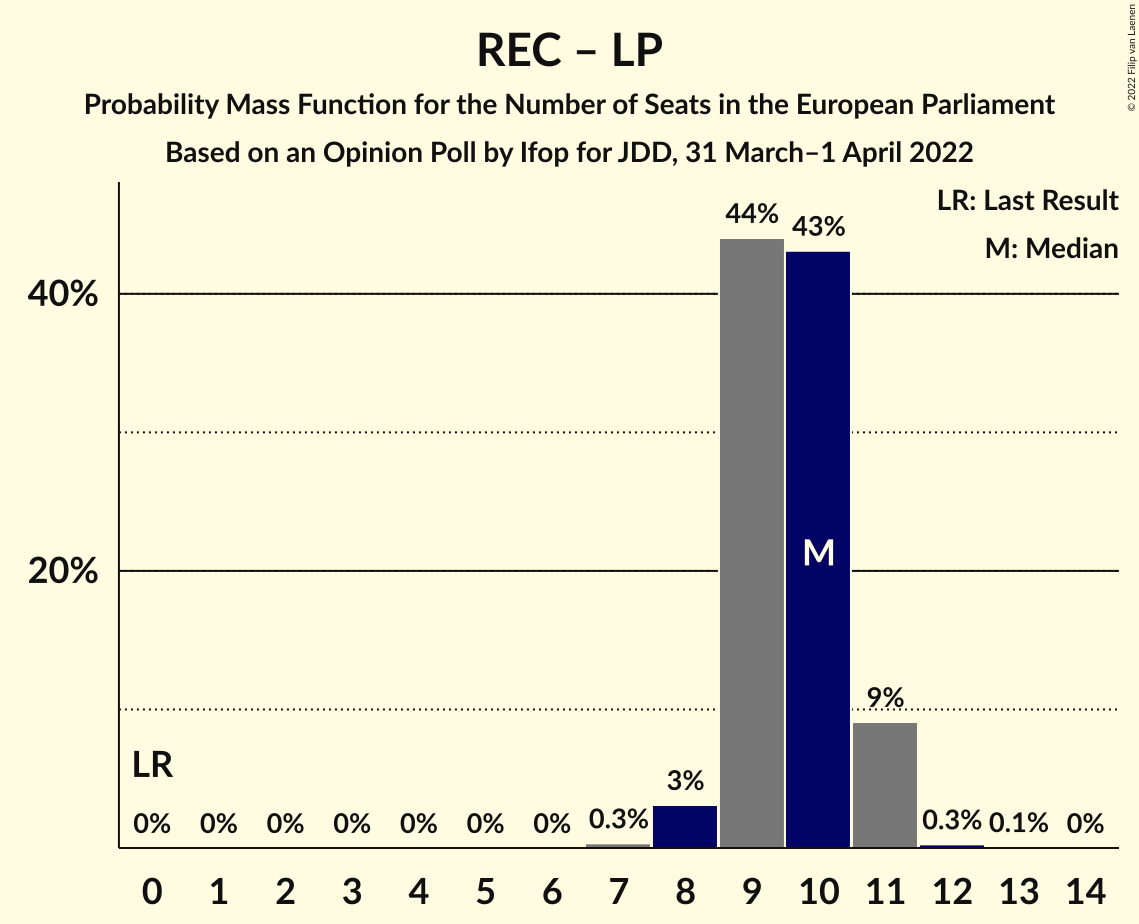 REC – LP
Probability Mass Function for the Number of Seats in the European Parliament
Based on an Opinion Poll by Ifop for JDD, 31 March–1 April 2022
© 2022 Filip van Laenen
LR: Last Result
M: Median
44%
43%
40%
20%
M
9%
LR
3%
0% 0% 0% 0% 0% 0% 0% 0.3% 0.3% 0.1% 0%
0 1 2 3 4 5 6 7 8 9 10 11 12 13 14